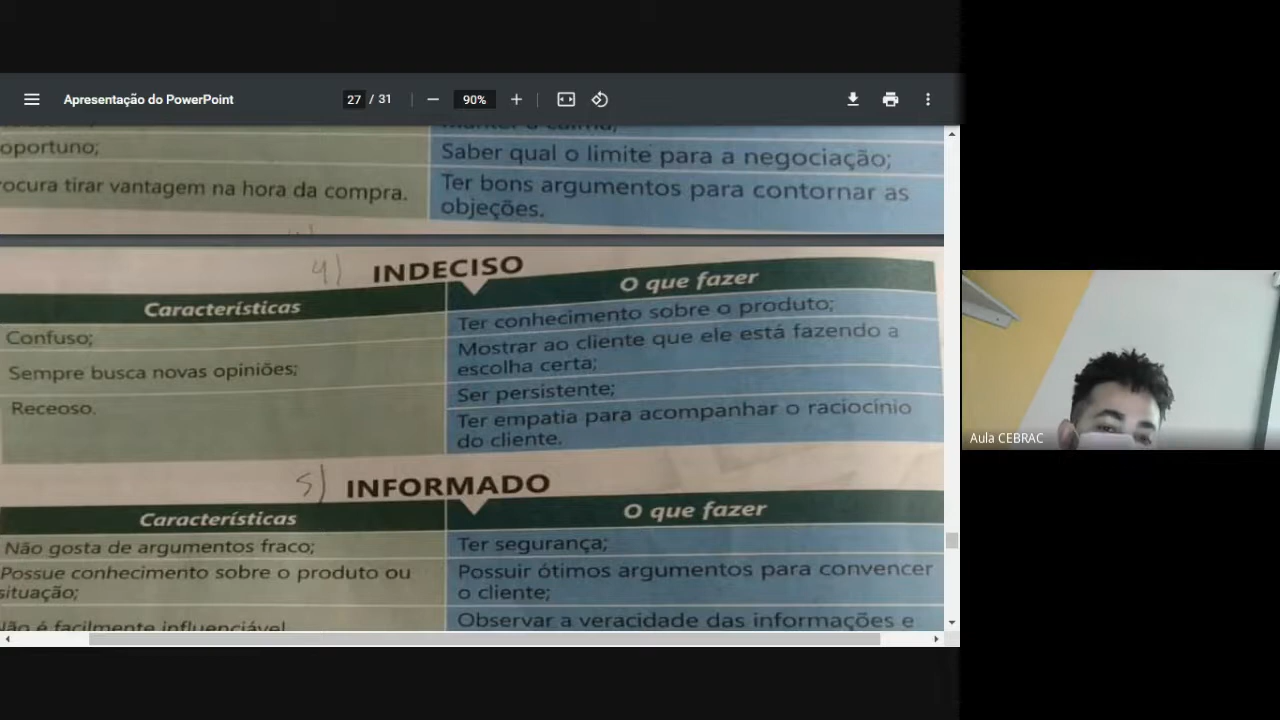 Apresentação do PowerPoint
27 / 31
90%
oportuno;
Saber qual o limite para a negociação;
rocura tirar vantagem na hora da compra.
Ter bons argumentos para contornar as
objeções.
4) INDECISO
Características
O que fazer
Confuso;
Ter conhecimento sobre o produto;
Sempre busca novas opiniões;
Mostrar ao cliente que ele está fazendo a
escolha certa;
Receoso.
Ser persistente;
Ter empatia para acompanhar o raciocínio
do cliente.
5) INFORMADO
Características
O que fazer
Não gosta de argumentos fraco;
Ter segurança;
Possue conhecimento sobre o produto ou
situação;
Possuir ótimos argumentos para convencer
o cliente;
Não é facilmente influenciável
Observar a veracidade das informações e
Aula CEBRAC